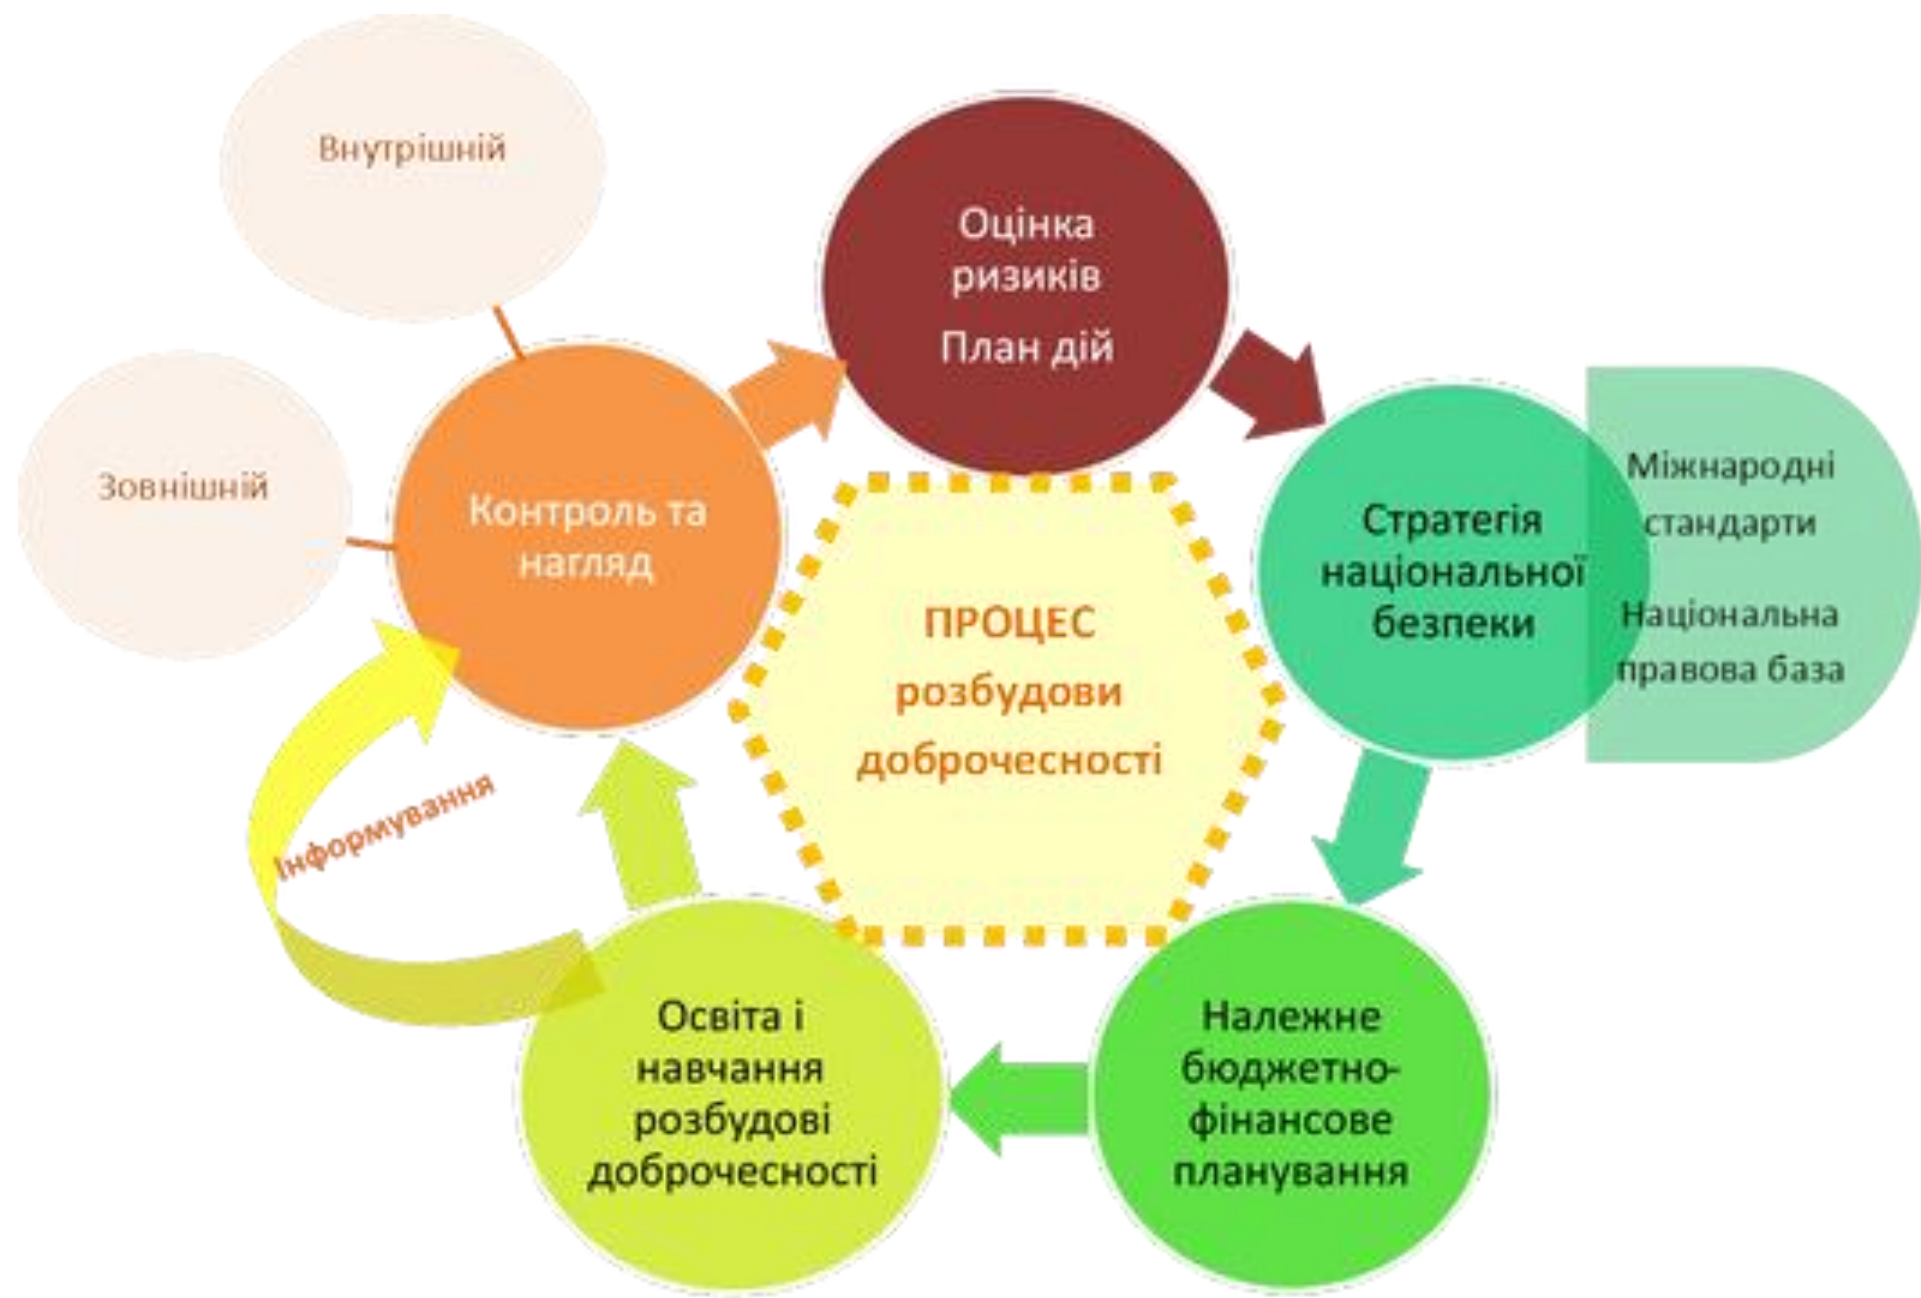 Внутрішній
Зовнішній
Контроль та
нагляд
Оцінка
ризиків
План дій
Стратегія
національної
безпеки
Міжнародні
стандарти
Національна
правова база
ПРОЦЕС
розбудови
доброчесності
Інформування
Освіта і
навчання
розбудові
доброчесності
Належне
бюджетно-
фінансове
планування